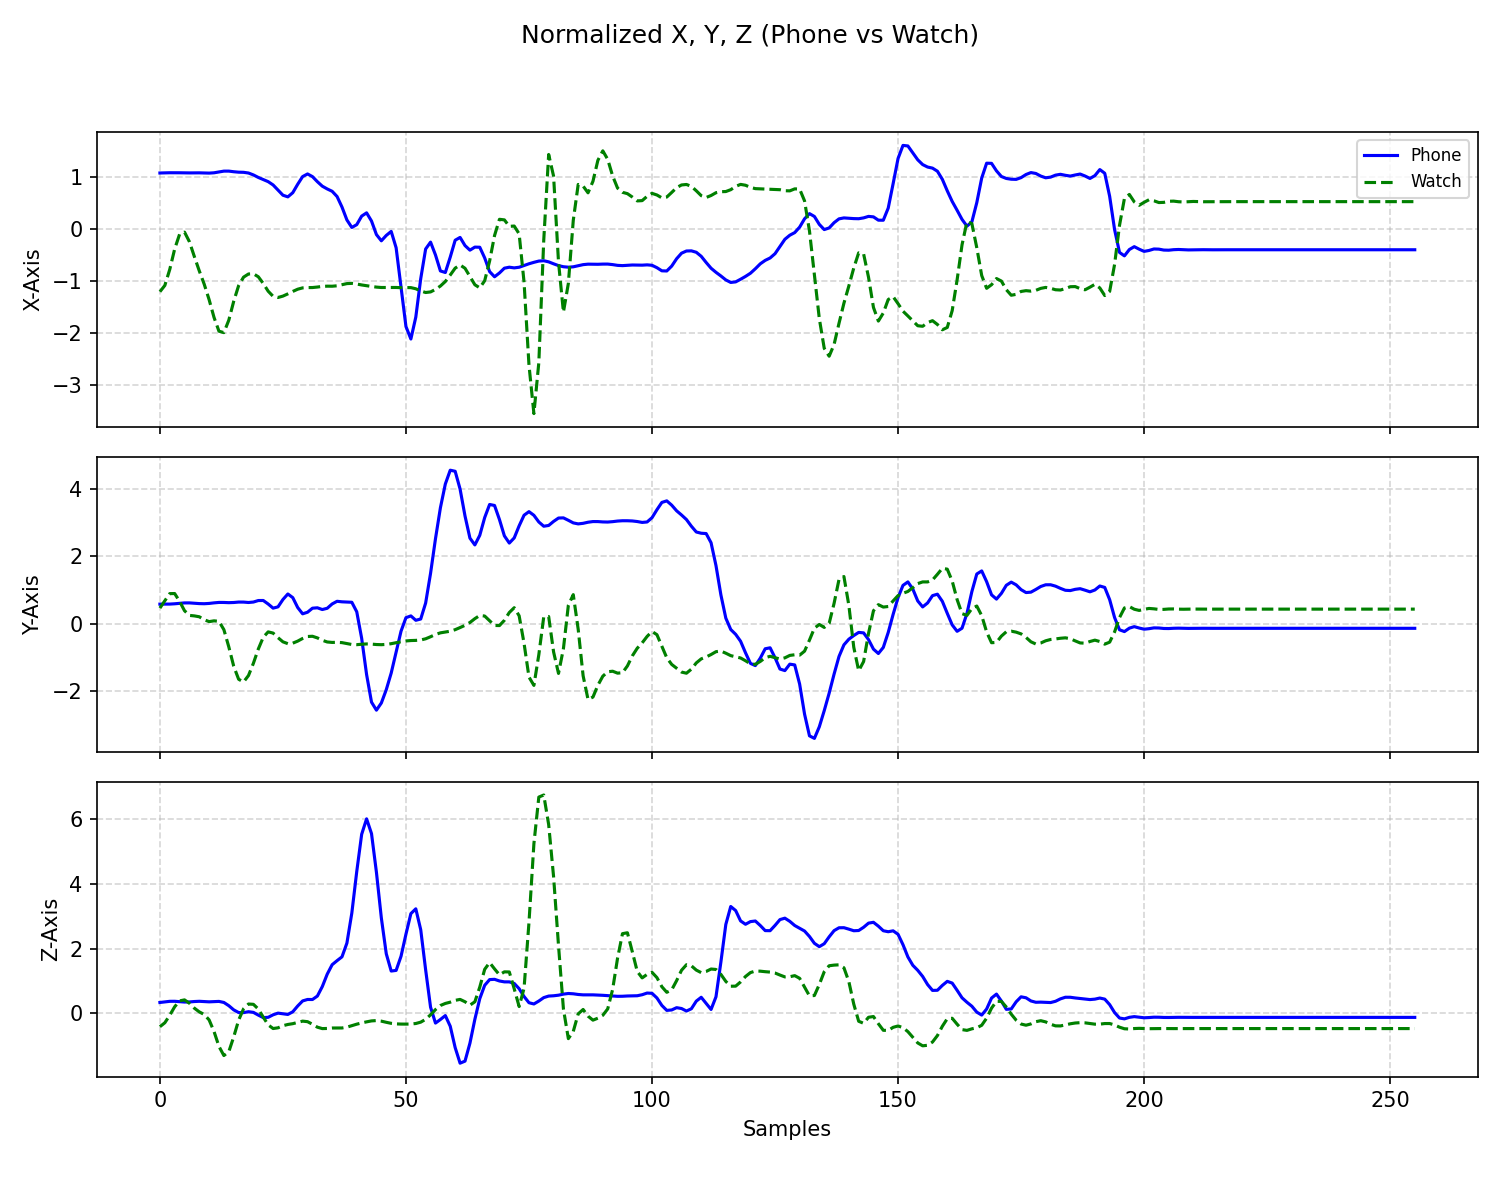 Normalized X, Y, Z (Phone vs Watch)
X-Axis
1
0
−1
−2
−3
Phone
Watch
Y-Axis
4
2
0
−2
Z-Axis
6
4
2
0
0 50 100 150 200 250
Samples